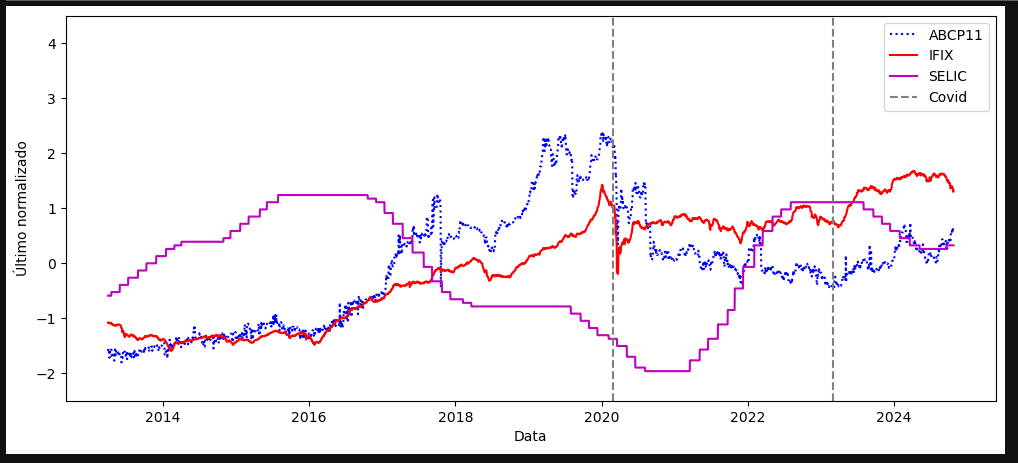 ABCP11
IFIX
SELIC
Covid
Último normalizado
4
3
2
1
0
−1
−2
2014 2016 2018 2020 2022 2024
Data